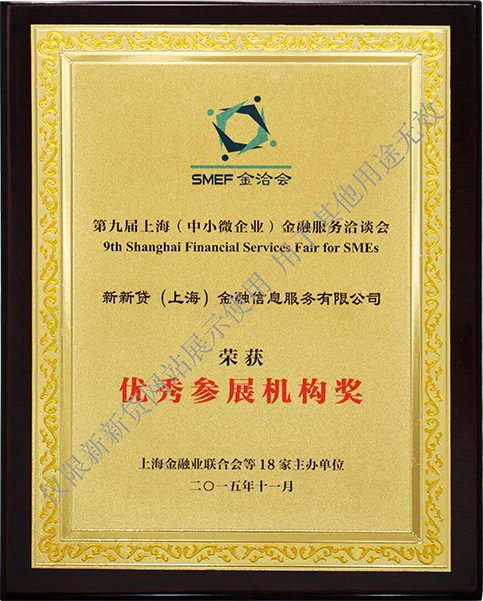 SMEF 金洽会
第九届上海（中小微企业）金融服务洽谈会
9th Shanghai Financial Services Fair for SMEs
新新贷（上海）金融信息服务有限公司
荣获
优秀参展机构奖
上海金融业联合会等18家主办单位
二〇一五年十一月
仅限新新贷网站展示使用，用于其他用途无效